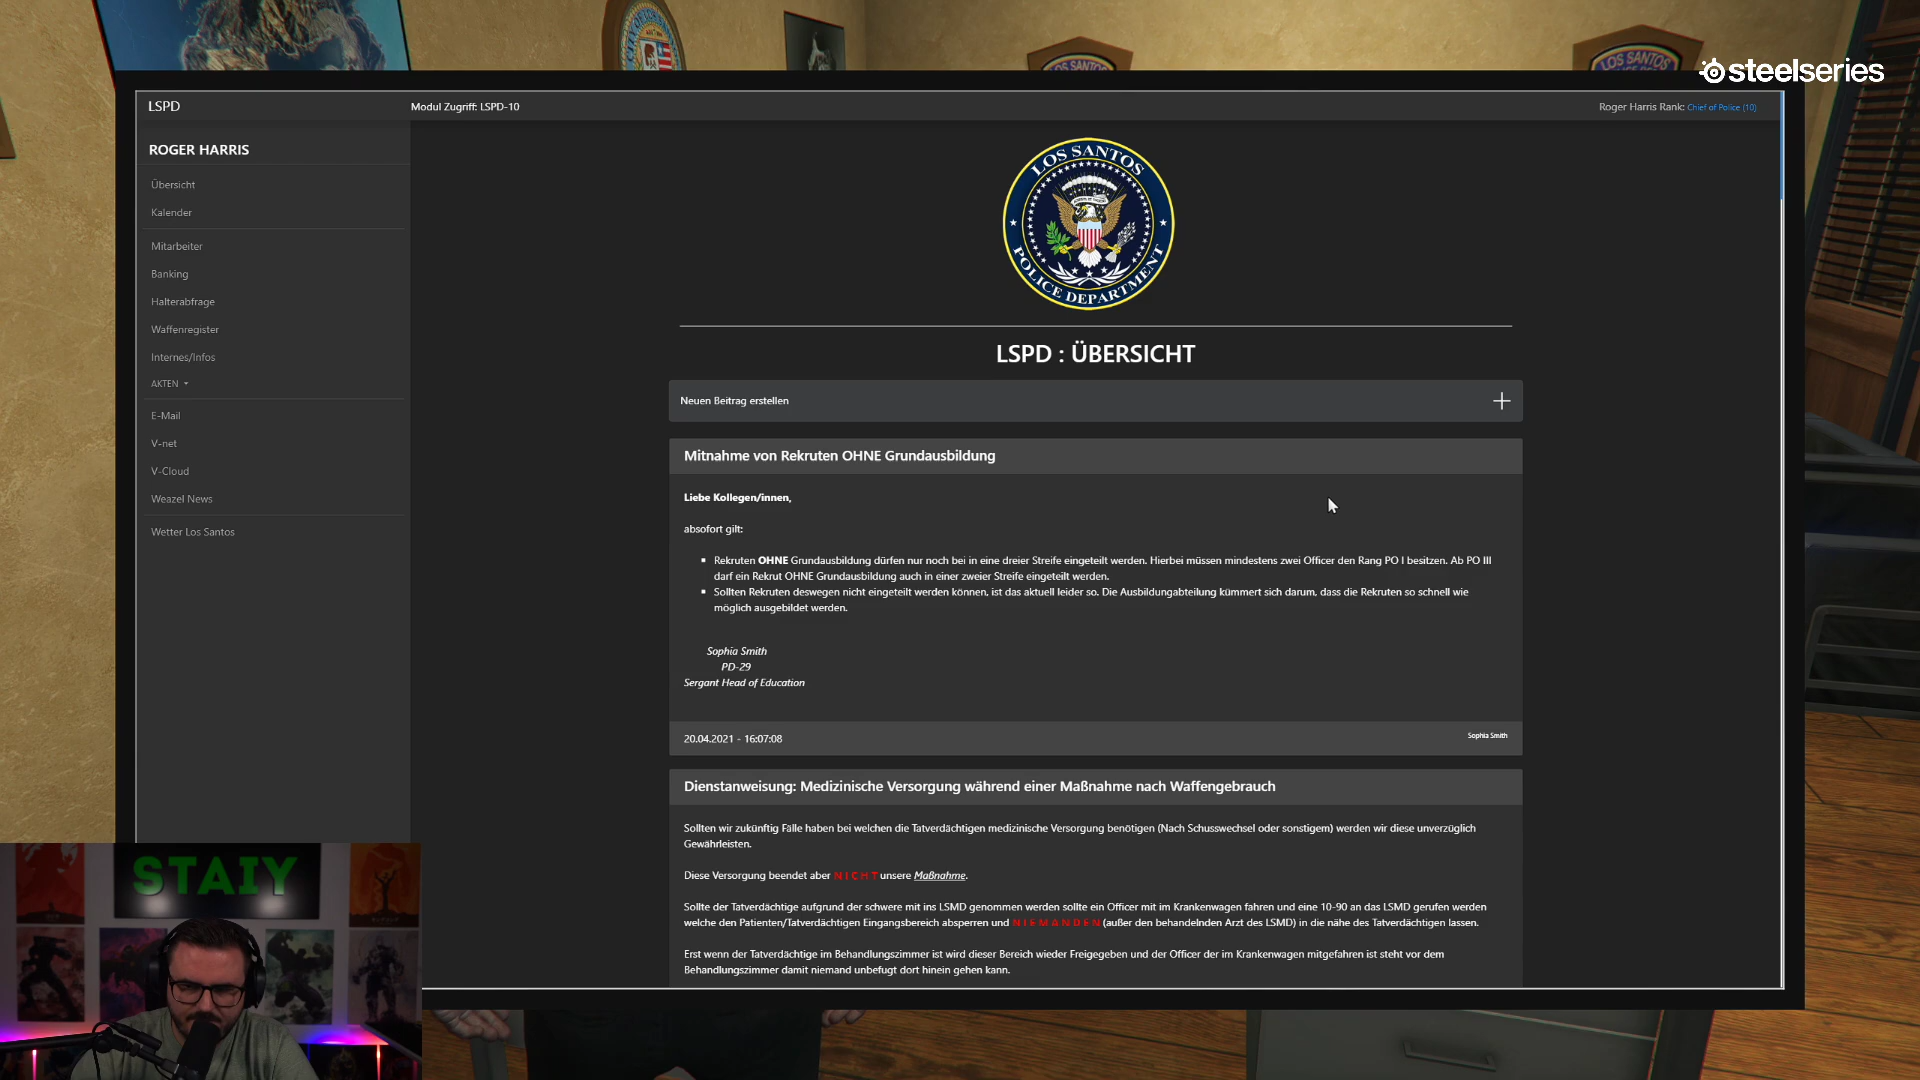 LOS SANTOS
LOS SANTOS
steelseries
LSPD
Modul Zugriff: LSPD-10
Roger Harris Rank: Chief of Police (10)
ROGER HARRIS
Übersicht
Kalender
Mitarbeiter
Banking
Halterabfrage
Waffenregister
Internes/Infos
AKTEN
E-Mail
V-net
V-Cloud
Weazel News
Wetter Los Santos
LOS SANTOS
POLICE DEPARTMENT
LSPD : ÜBERSICHT
Neuen Beitrag erstellen
Mitnahme von Rekruten OHNE Grundausbildung
Liebe Kollegen/innen,
absofort gilt:
Rekruten OHNE Grundausbildung dürfen nur noch bei in eine dreier Streife eingeteilt werden. Hierbei müssen mindestens zwei Officer den Rang PO I besitzen. Ab PO III
darf ein Rekrut OHNE Grundausbildung auch in einer zweier Streife eingeteilt werden.
Sollten Rekruten deswegen nicht eingeteilt werden können, ist das aktuell leider so. Die Ausbildungabteilung kümmert sich darum, dass die Rekruten so schnell wie
möglich ausgebildet werden.
Sophia Smith
PD-29
Sergant Head of Education
20.04.2021 - 16:07:08
Sophia Smith
Dienstanweisung: Medizinische Versorgung während einer Maßnahme nach Waffengebrauch
Sollten wir zukünftig Fälle haben bei welchen die Tatverdächtigen medizinische Versorgung benötigen (Nach Schusswechsel oder sonstigem) werden wir diese unverzüglich
Gewährleisten.
Diese Versorgung beendet aber N I C H T unsere Maßnahme.
Sollte der Tatverdächtige aufgrund der schwere mit ins LSMD genommen werden sollte ein Officer mit im Krankenwagen fahren und eine 10-90 an das LSMD gerufen werden
welche den Patienten/Tatverdächtigen Eingangsbereich absperren und N I E M A N D E N (außer den behandelnden Arzt des LSMD) in die nähe des Tatverdächtigen lassen.
Erst wenn der Tatverdächtige im Behandlungszimmer ist wird dieser Bereich wieder Freigegeben und der Officer der im Krankenwagen mitgefahren ist steht vor dem
Behandlungszimmer damit niemand unbefugt dort hinein gehen kann.
STAIY